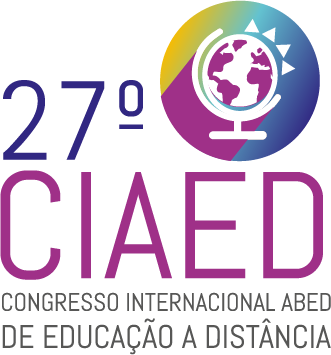 27º
CIAED
CONGRESSO INTERNACIONAL ABED
DE EDUCAÇÃO A DISTÂNCIA